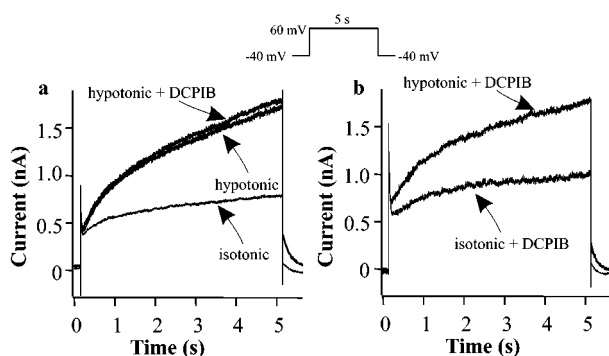 5 s
60 mV
-40 mV
-40 mV
a
hypotonic + DCPIB
hypotonic
isotonic
Current (nA)
1.5
1.0
0.5
0
0 1 2 3 4 5
Time (s)
b
hypotonic + DCPIB
isotonic + DCPIB
Current (nA)
1.5
1.0
0.5
0
0 1 2 3 4 5
Time (s)